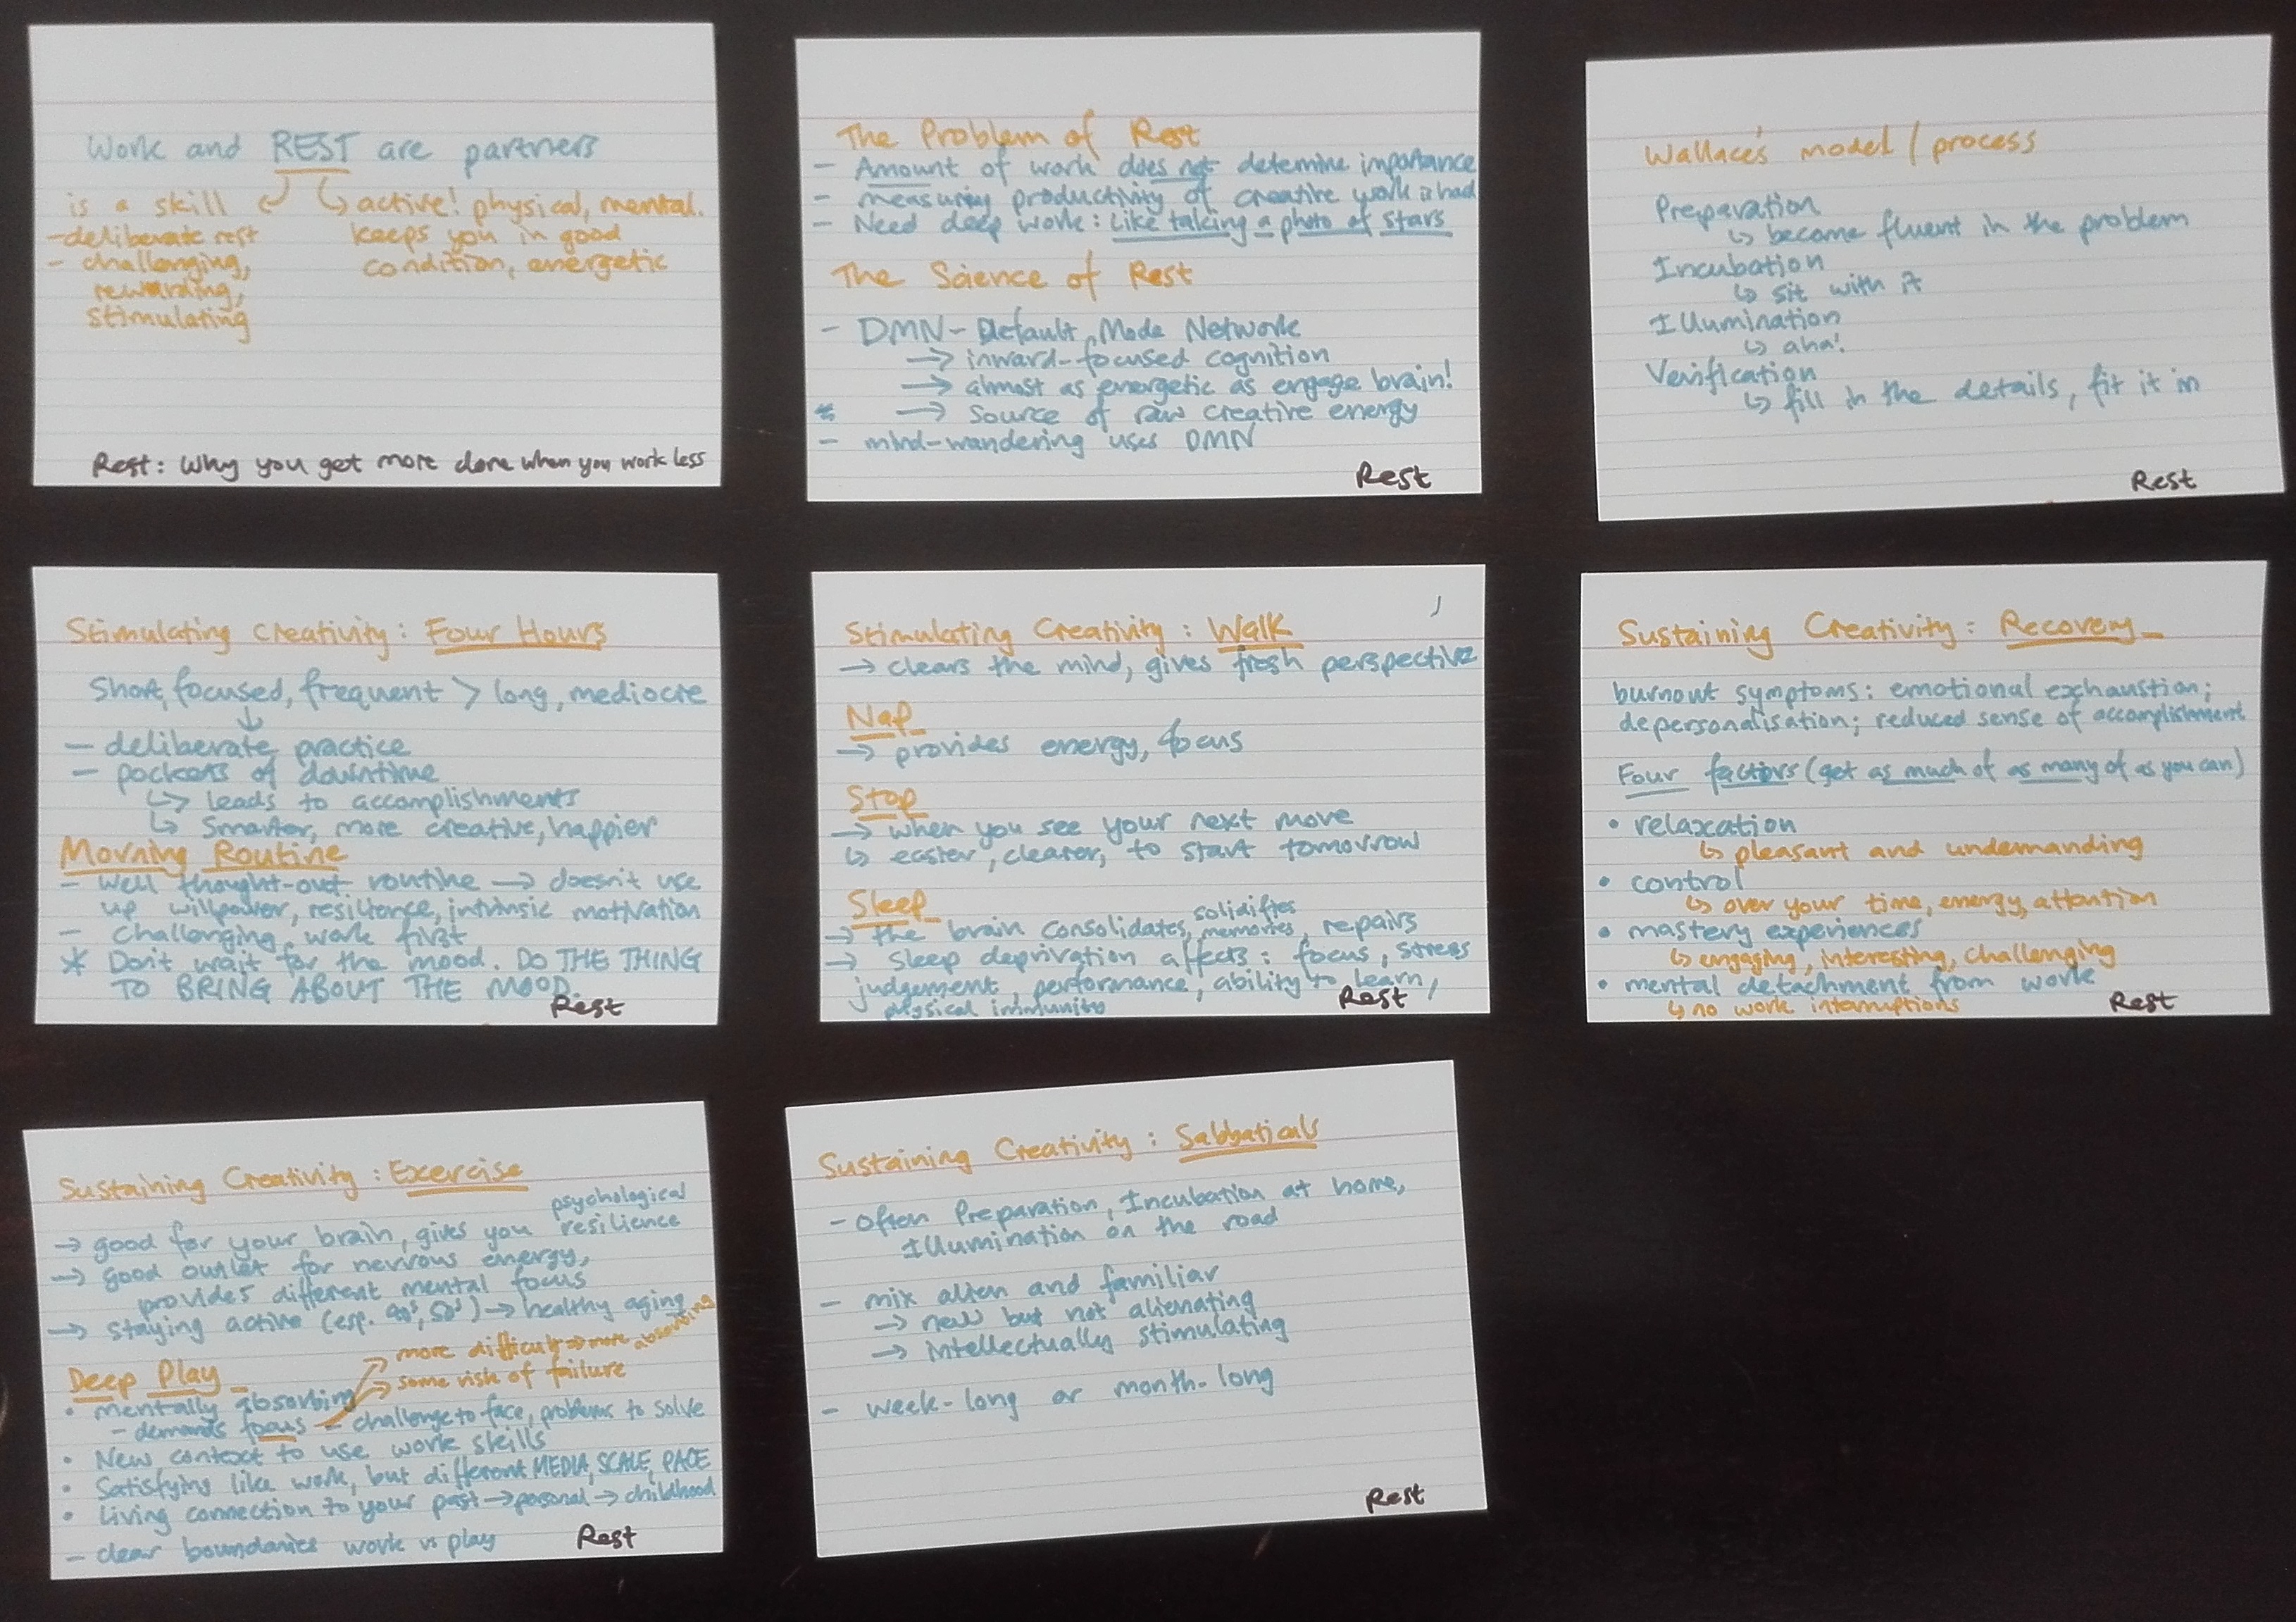 Work and REST are partners
is a skill ↲ ↳ active! physical, mental.
- deliberate rest keeps you in good
- challenging, condition, energetic
rewarding,
stimulating
Rest: Why you get more done when you work less
The Problem of Rest
- Amount of work does not determine importance
- measuring productivity of creative work is hard
- Need deep work: Like taking a photo of stars
The Science of Rest
- DMN - Default Mode Network
→ inward-focused cognition
→ almost as energetic as engage brain!
* → source of raw creative energy
- mind-wandering uses DMN
Rest
Wallace's model / process
Preparation
↳ become fluent in the problem
Incubation
↳ sit with it
Illumination
↳ aha!
Verification
↳ fill in the details, fit it in
Rest
Stimulating Creativity: Four Hours
Short, focused, frequent > long, mediocre
↓
- deliberate practice
- pockets of downtime
↳ leads to accomplishments
↳ Smarter, more creative, happier
Morning Routine
- Well thought-out routine → doesn't use
up willpower, resilience, intrinsic motivation
- Challenging work first
* Don't wait for the mood. DO THE THING
TO BRING ABOUT THE MOOD.
Rest
Stimulating Creativity: Walk
→ clears the mind, gives fresh perspective
Nap
→ provides energy, focus
Stop
→ when you see your next move
↳ easier, clearer, to start tomorrow
Sleep
→ the brain consolidates, solidifies memories, repairs
→ sleep deprivation affects: focus, stress
judgement, performance, ability to learn,
physical immunity
Rest
Sustaining Creativity: Recovery
burnout symptoms: emotional exchaustion;
depersonalisation; reduced sense of accomplishment
Four factors (get as much of as many of as you can)
• relaxation
↳ pleasant and undemanding
• control
↳ over your time, energy, attention
• mastery experiences
↳ engaging, interesting, challenging
• mental detachment from work
↳ no work interruptions
Rest
Sustaining Creativity: Exercise
→ good for your brain, gives you psychological resilience
→ good outlet for nervous energy,
provides different mental focus
→ staying active (esp. 40s, 50s) → healthy aging
Deep Play
→ more difficult → more absorbing
→ some risk of failure
• mentally absorbing
- demands focus - challenge to face, problems to solve
• New context to use work skills
• Satisfying like work, but different MEDIA, SCALE, PACE
• Living connection to your past → personal → childhood
- clear boundaries work vs play
Rest
Sustaining Creativity: Sabbaticals
- Often Preparation, Incubation at home,
Illumination on the road
- mix alien and familiar
→ new but not alienating
→ intellectually stimulating
- week-long or month-long
Rest